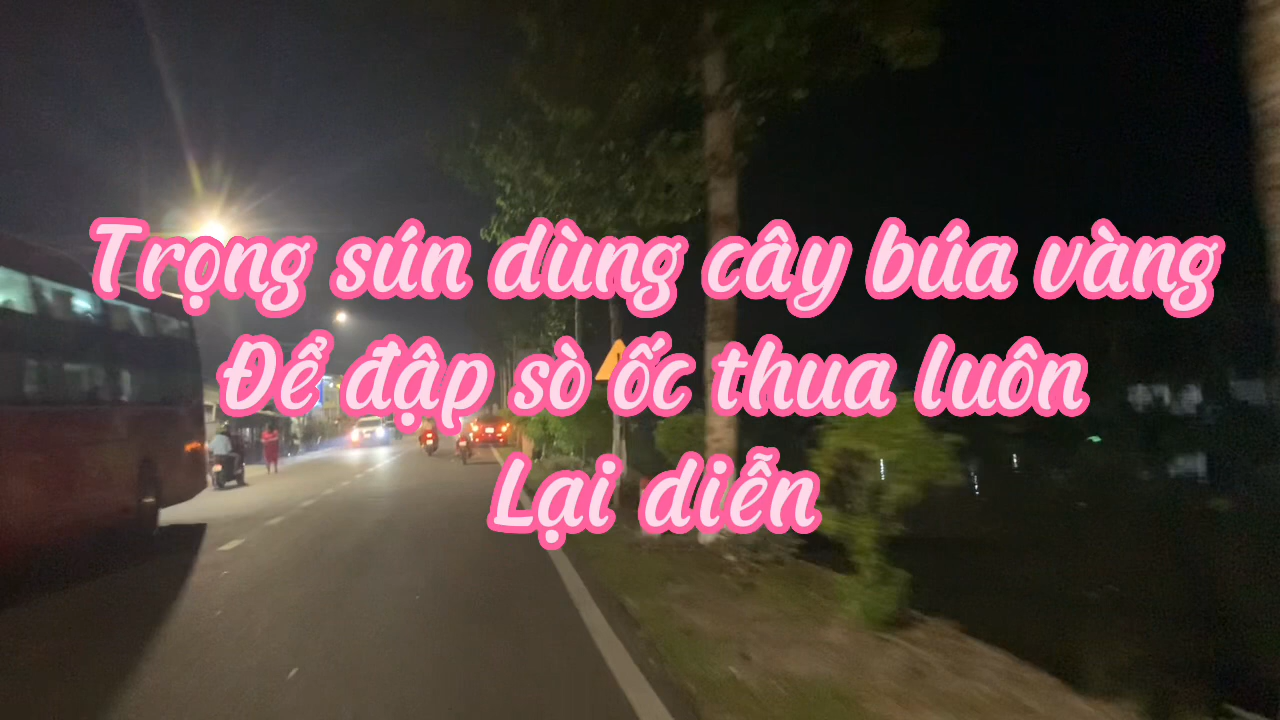 Trọng sún dùng cây búa vàng
Để đập sò ốc thua luôn
Lại diễn